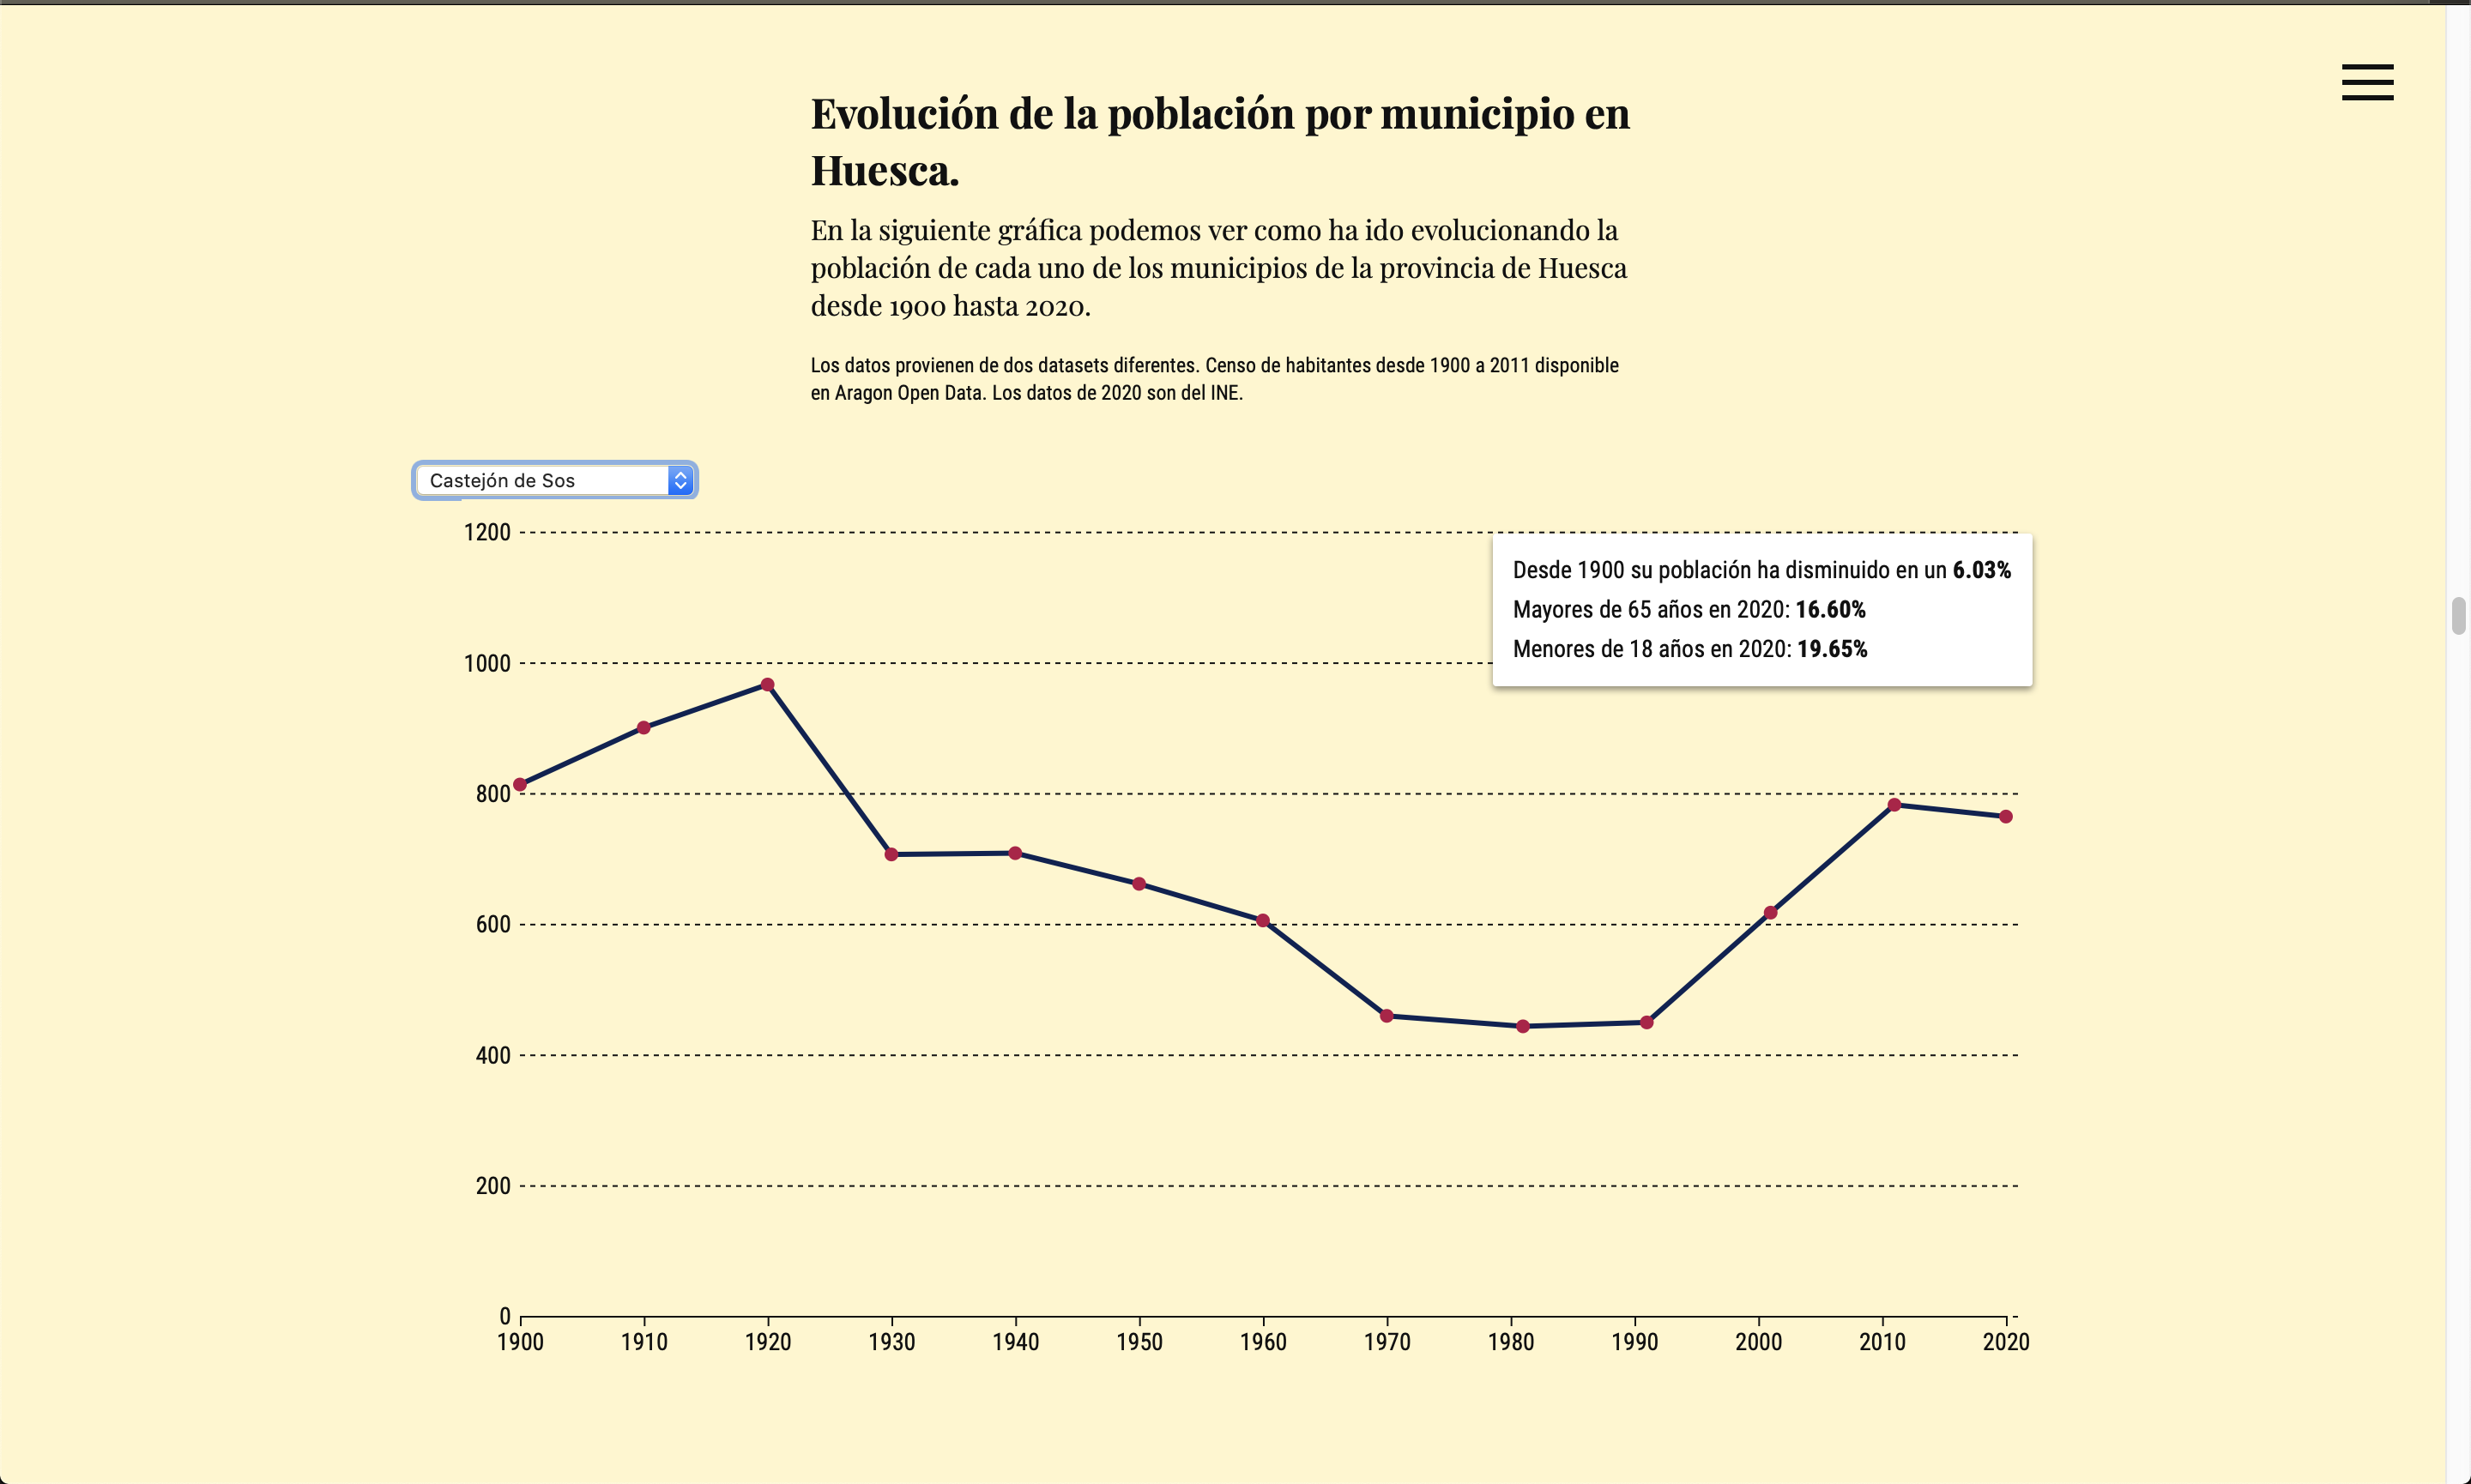 Evolución de la población por municipio en
Huesca.
En la siguiente gráfica podemos ver como ha ido evolucionando la
población de cada uno de los municipios de la provincia de Huesca
desde 1900 hasta 2020.
Los datos provienen de dos datasets diferentes. Censo de habitantes desde 1900 a 2011 disponible
en Aragon Open Data. Los datos de 2020 son del INE.
Castejón de Sos
1200
Desde 1900 su población ha disminuido en un 6.03%
Mayores de 65 años en 2020: 16.60%
Menores de 18 años en 2020: 19.65%
1000
800
600
400
200
0
1900 1910 1920 1930 1940 1950 1960 1970 1980 1990 2000 2010 2020